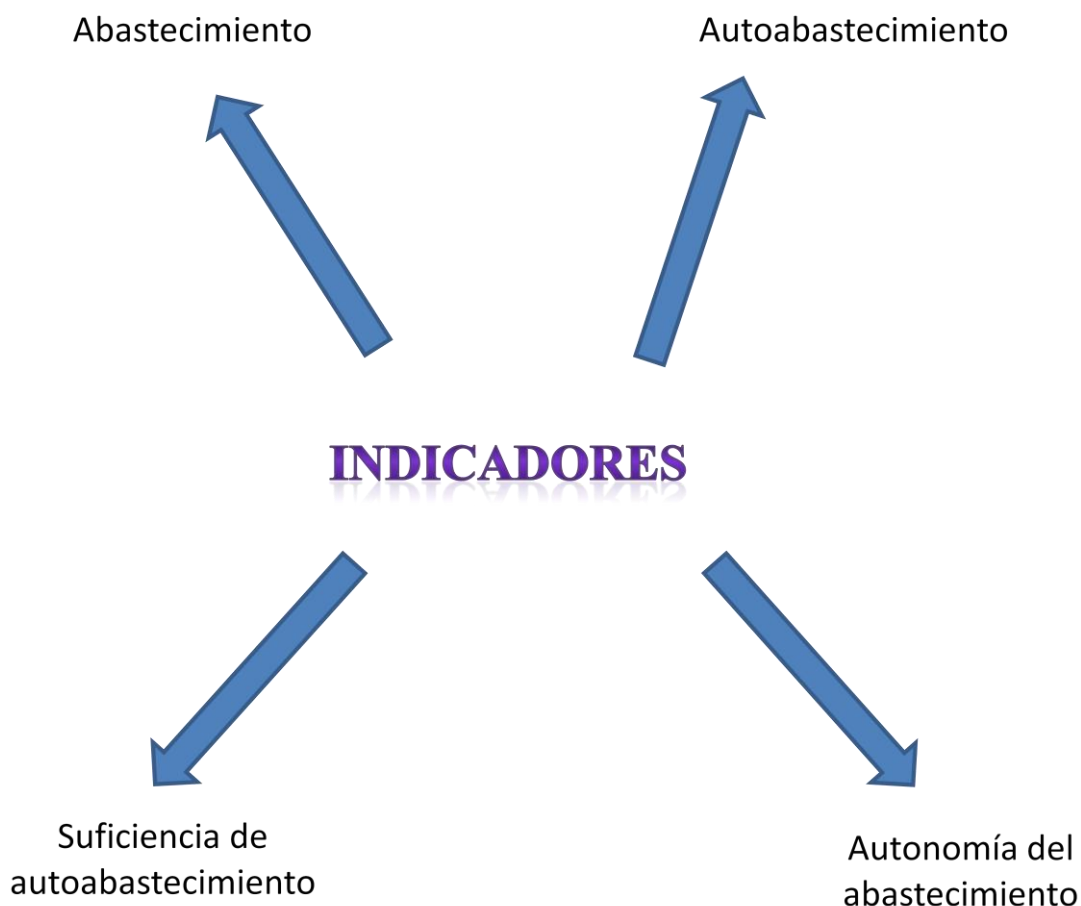 Abastecimiento
Autoabastecimiento
INDICADORES
Suficiencia de
autoabastecimiento
Autonomía del
abastecimiento